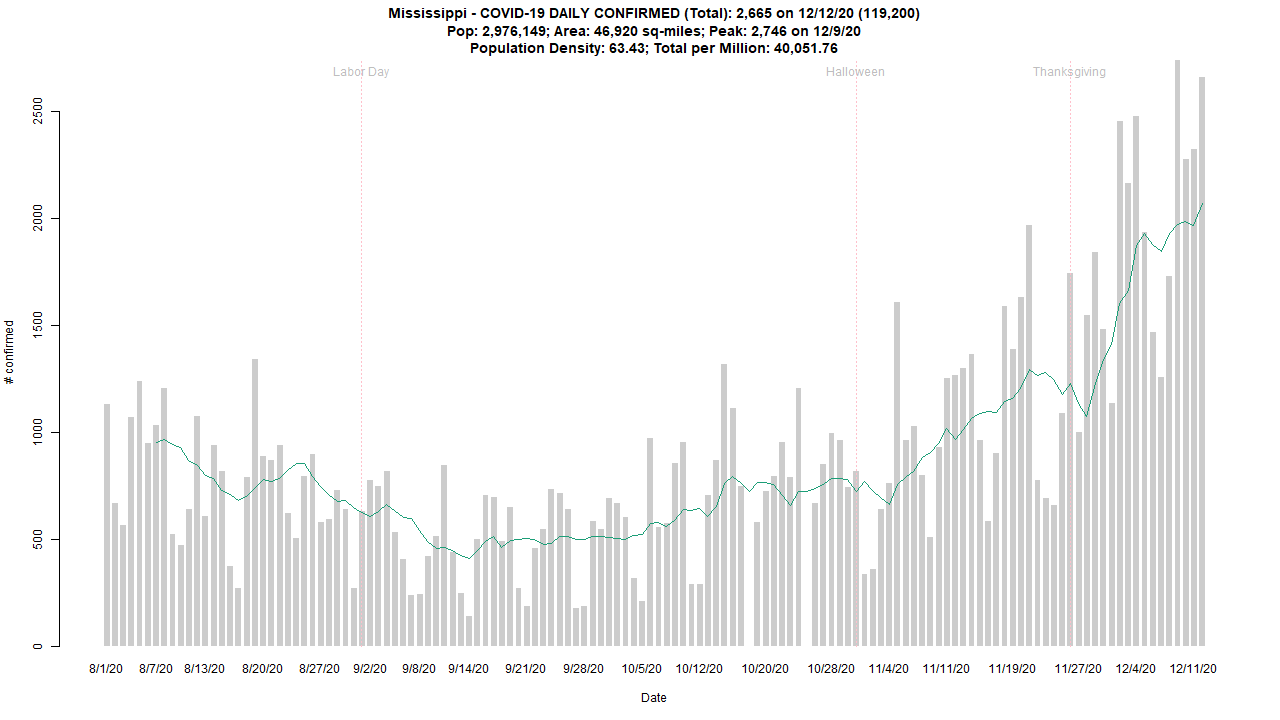 Mississippi - COVID-19 DAILY CONFIRMED (Total): 2,665 on 12/12/20 (119,200)
Pop: 2,976,149; Area: 46,920 sq-miles; Peak: 2,746 on 12/9/20
Population Density: 63.43; Total per Million: 40,051.76
Labor Day Halloween Thanksgiving
2500
2000
1500
1000
500
0
# confirmed
8/1/20 8/7/20 8/13/20 8/20/20 8/27/20 9/2/20 9/8/20 9/14/20 9/21/20 9/28/20 10/5/20 10/12/20 10/20/20 10/28/20 11/4/20 11/11/20 11/19/20 11/27/20 12/4/20 12/11/20
Date